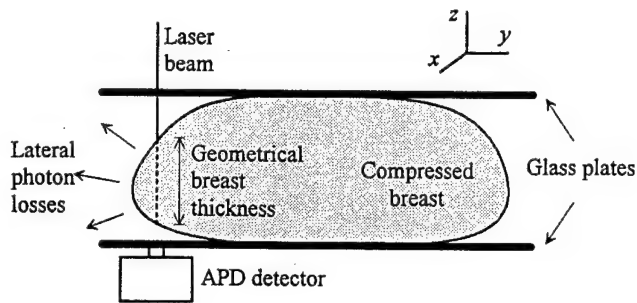 Laser
beam
z
y
x
Lateral
photon
losses
Geometrical
breast
thickness
Compressed
breast
Glass plates
APD detector